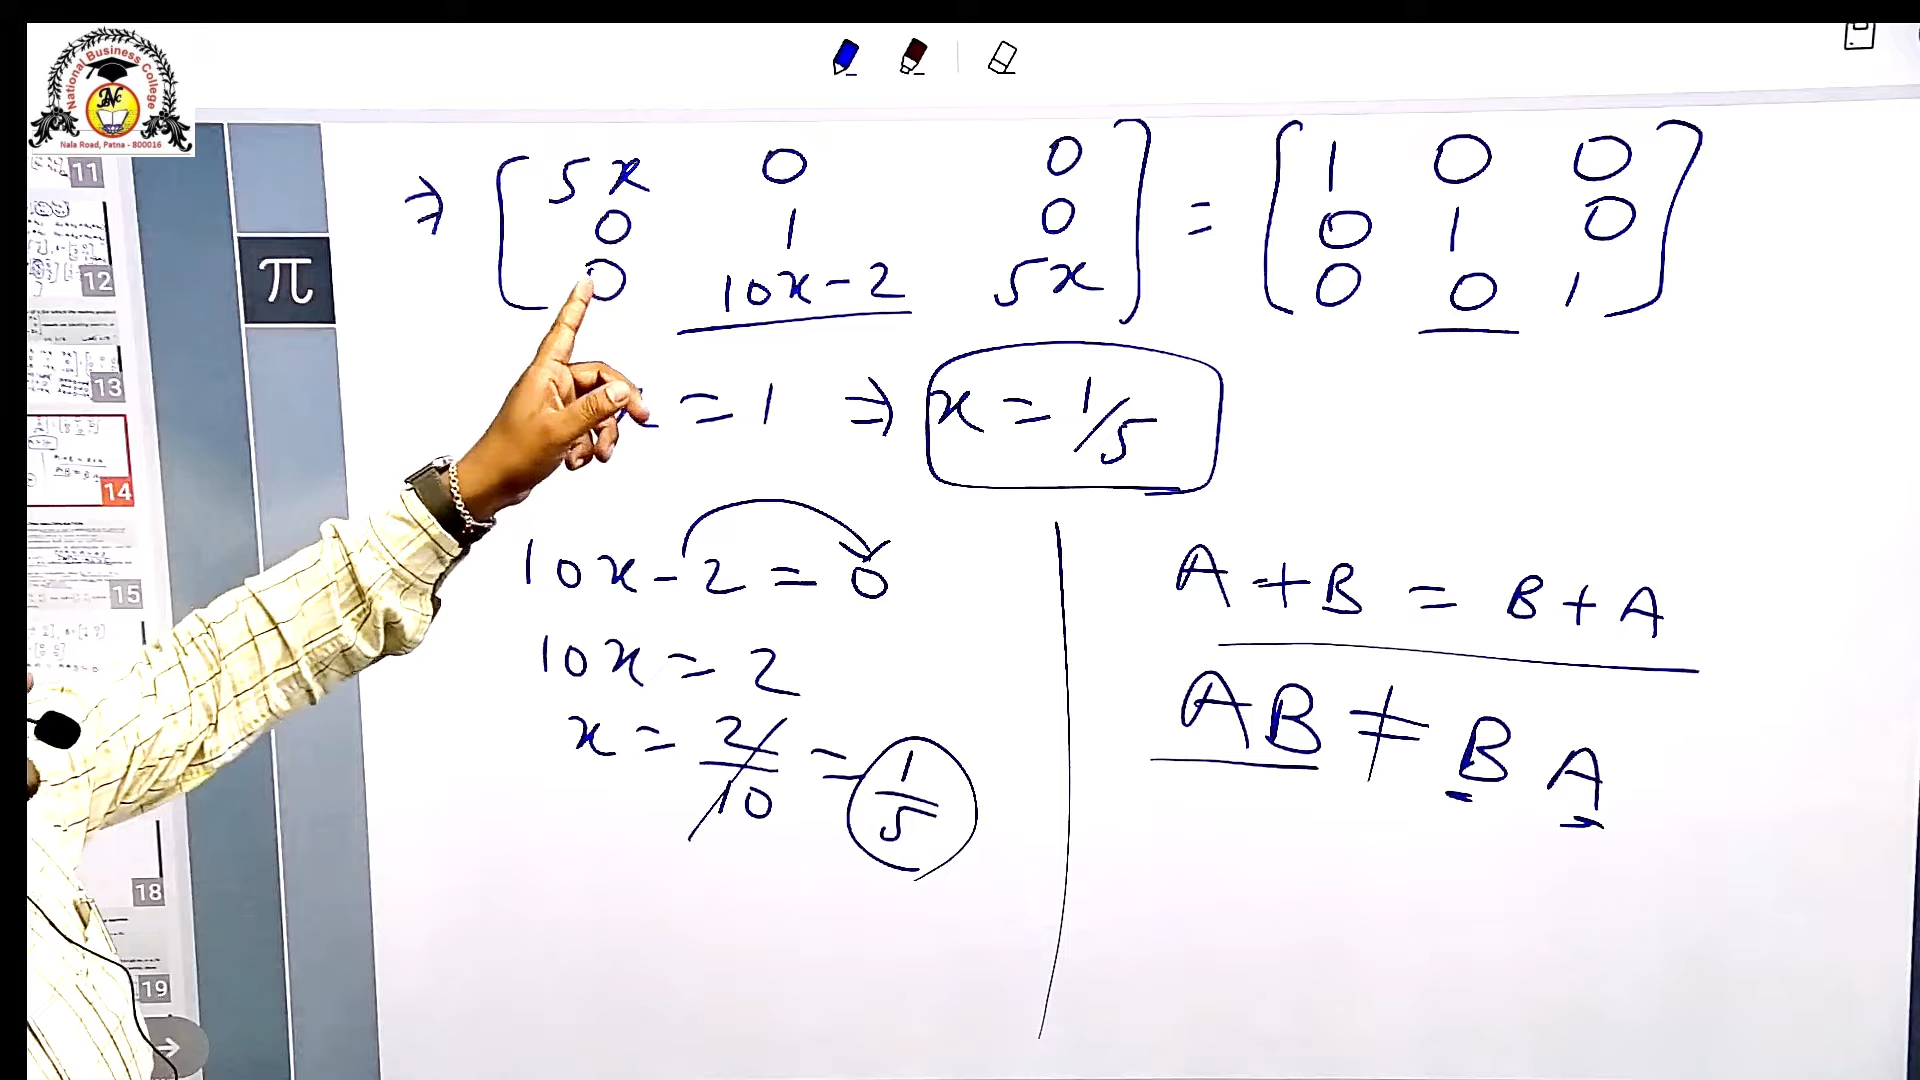 National Business College
NBC
Nala Road, Patna - 800016
⇒ [ 5x 0 0 ] = [ 1 0 0 ]
[ 0 1 0 ] [ 0 1 0 ]
[ 0 10x-2 5x ] [ 0 0 1 ]
x = 1 ⇒ x = 1/5
10x - 2 = 0
10x = 2
x = 2/10 = 1/5
A + B = B + A
AB ≠ BA
π
11
12
13
14
15
18
19